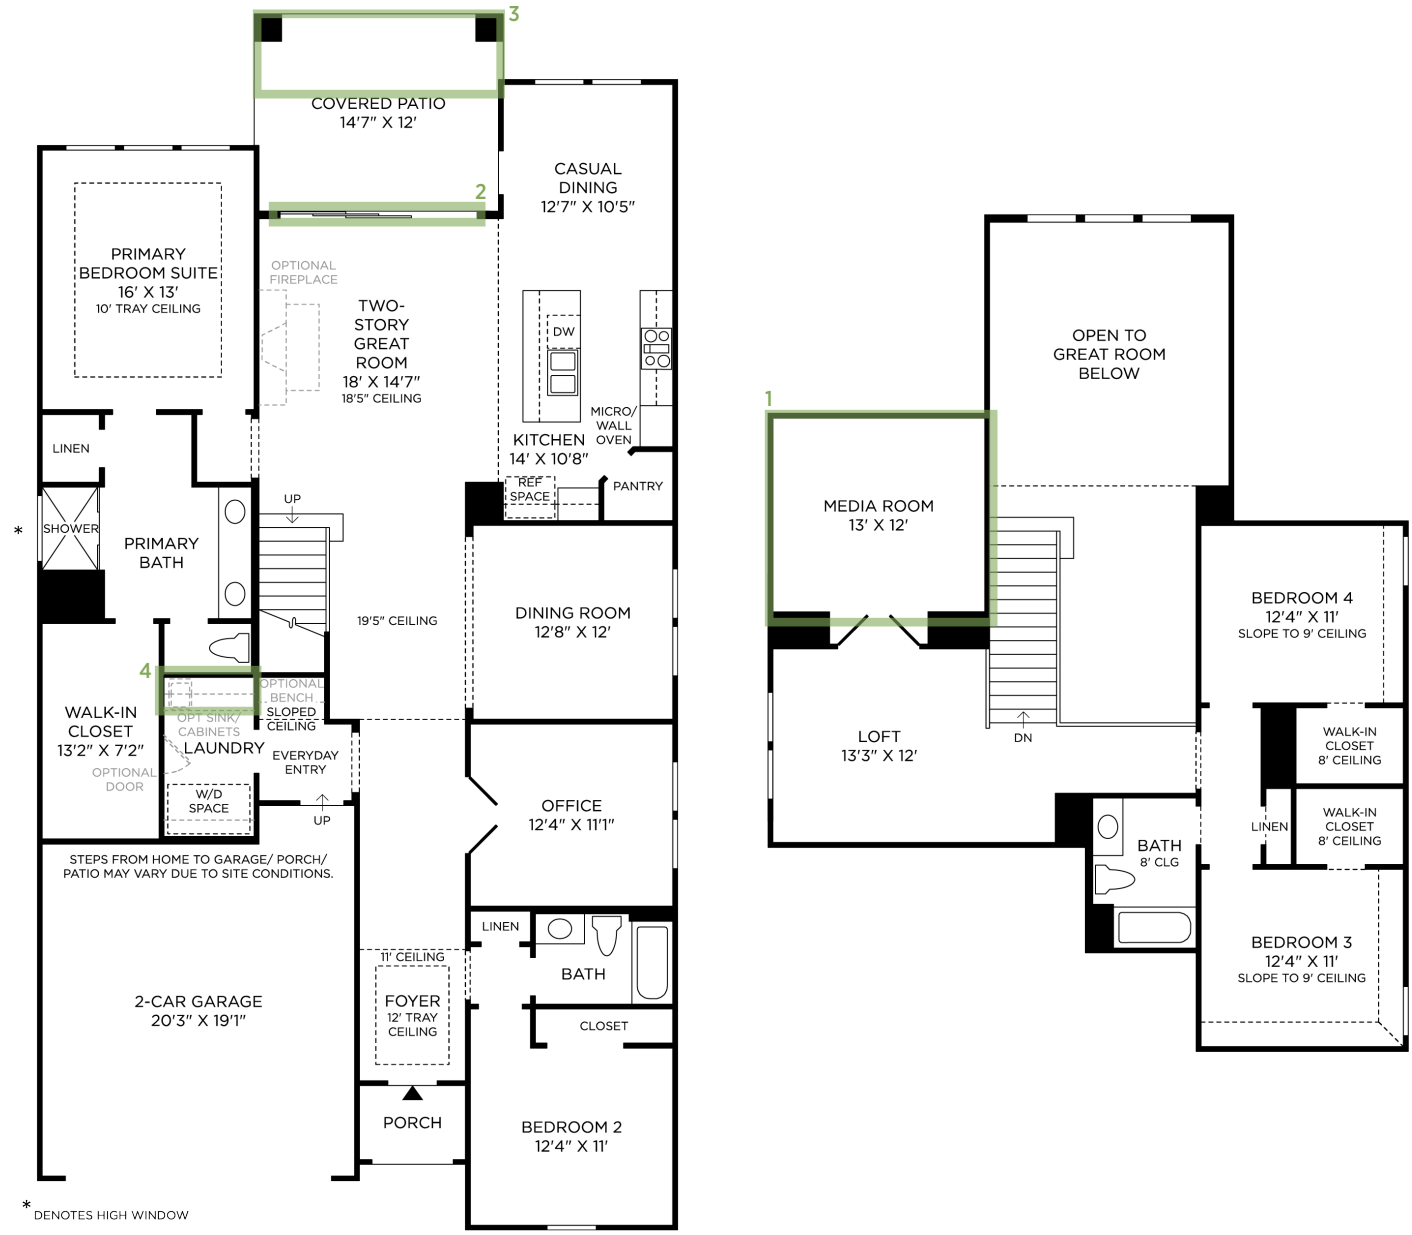 3
COVERED PATIO
14'7" X 12'
CASUAL
DINING
12'7" X 10'5"
2
PRIMARY
BEDROOM SUITE
16' X 13'
10' TRAY CEILING
OPTIONAL
FIREPLACE
TWO-
STORY
GREAT
ROOM
18' X 14'7"
18'5" CEILING
DW
MICRO/
WALL
OVEN
KITCHEN
14' X 10'8"
REF
SPACE
PANTRY
LINEN
UP
*
SHOWER
PRIMARY
BATH
19'5" CEILING
DINING ROOM
12'8" X 12'
4
OPTIONAL
BENCH
SLOPED
CEILING
WALK-IN
CLOSET
13'2" X 7'2"
OPT SINK/
CABINETS
LAUNDRY
OPTIONAL
DOOR
EVERYDAY
ENTRY
W/D
SPACE
UP
OFFICE
12'4" X 11'1"
STEPS FROM HOME TO GARAGE/ PORCH/
PATIO MAY VARY DUE TO SITE CONDITIONS.
LINEN
BATH
11' CEILING
FOYER
12' TRAY
CEILING
2-CAR GARAGE
20'3" X 19'1"
CLOSET
PORCH
BEDROOM 2
12'4" X 11'
* DENOTES HIGH WINDOW
OPEN TO
GREAT ROOM
BELOW
1
MEDIA ROOM
13' X 12'
BEDROOM 4
12'4" X 11'
SLOPE TO 9' CEILING
LOFT
13'3" X 12'
DN
WALK-IN
CLOSET
8' CEILING
LINEN
WALK-IN
CLOSET
8' CEILING
BATH
8' CLG
BEDROOM 3
12'4" X 11'
SLOPE TO 9' CEILING